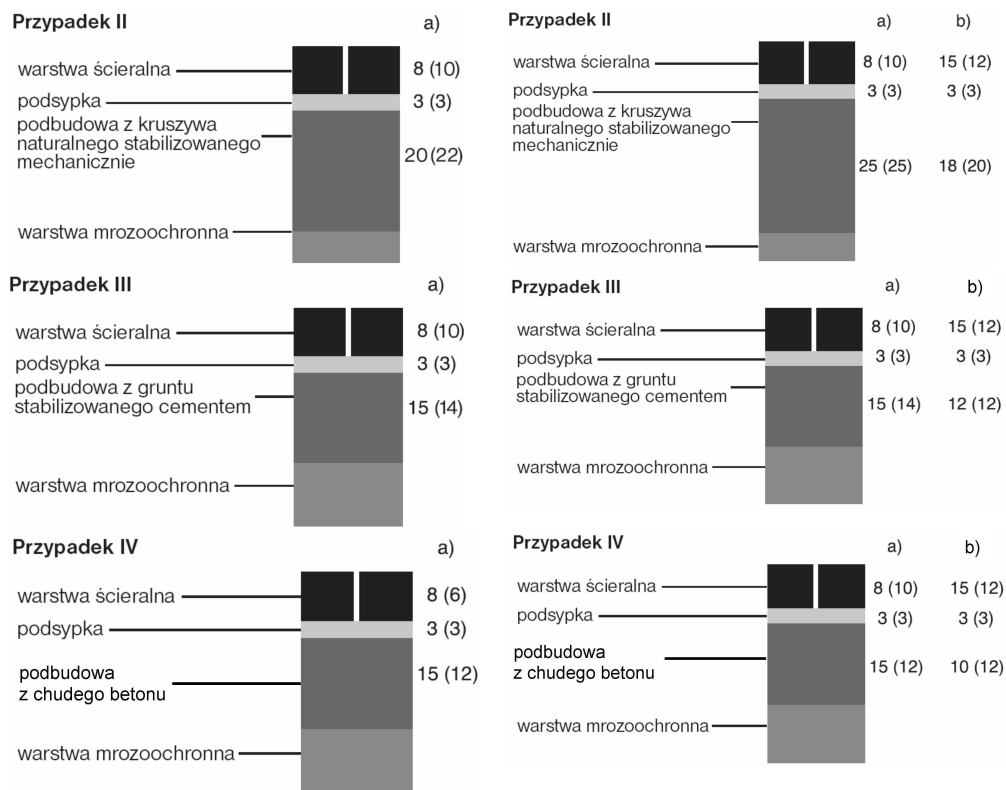 Przypadek II a)
warstwa ścieralna 8 (10)
podsypka 3 (3)
podbudowa z kruszywa
naturalnego stabilizowanego
mechanicznie
20 (22)
warstwa mrozoochronna
Przypadek III a)
warstwa ścieralna 8 (10)
podsypka 3 (3)
podbudowa z gruntu
stabilizowanego cementem
15 (14)
warstwa mrozoochronna
Przypadek IV a)
warstwa ścieralna 8 (6)
podsypka 3 (3)
podbudowa
z chudego betonu
15 (12)
warstwa mrozoochronna
Przypadek II a) b)
warstwa ścieralna 8 (10) 15 (12)
podsypka 3 (3) 3 (3)
podbudowa z kruszywa
naturalnego stabilizowanego
mechanicznie
25 (25) 18 (20)
warstwa mrozoochronna
Przypadek III a) b)
warstwa ścieralna 8 (10) 15 (12)
podsypka 3 (3) 3 (3)
podbudowa z gruntu
stabilizowanego cementem
15 (14) 12 (12)
warstwa mrozoochronna
Przypadek IV a) b)
warstwa ścieralna 8 (10) 15 (12)
podsypka 3 (3) 3 (3)
podbudowa
z chudego betonu
15 (12) 10 (12)
warstwa mrozoochronna